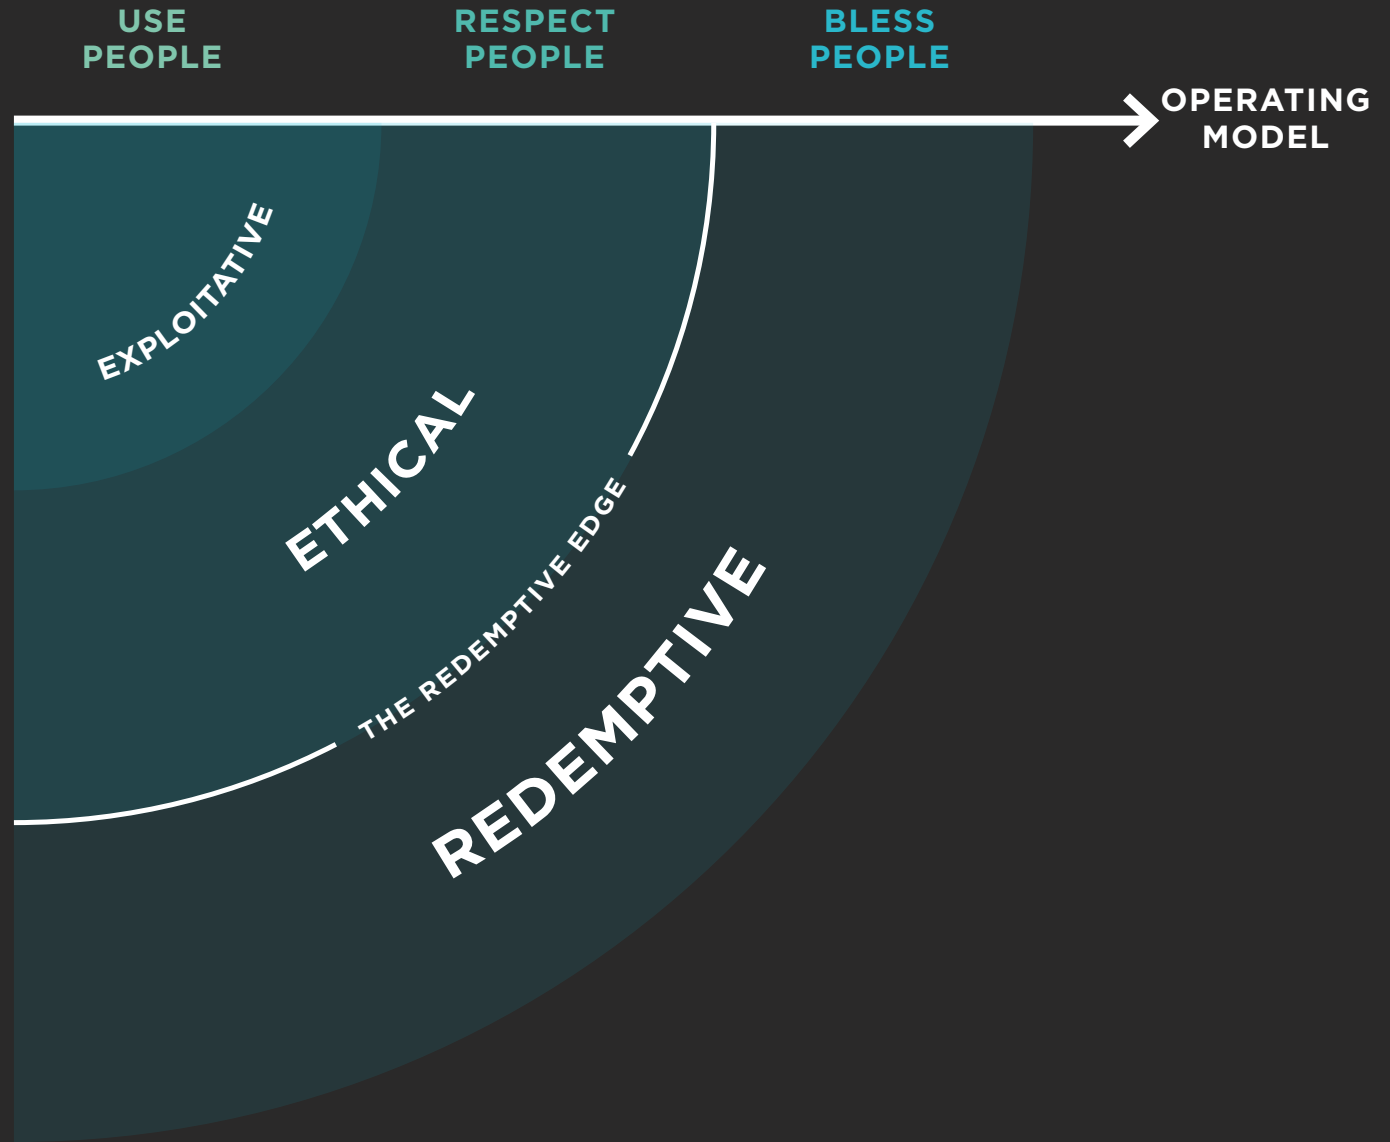 USE
PEOPLE
RESPECT
PEOPLE
BLESS
PEOPLE
OPERATING
MODEL
EXPLOITATIVE
ETHICAL
THE REDEMPTIVE EDGE
REDEMPTIVE